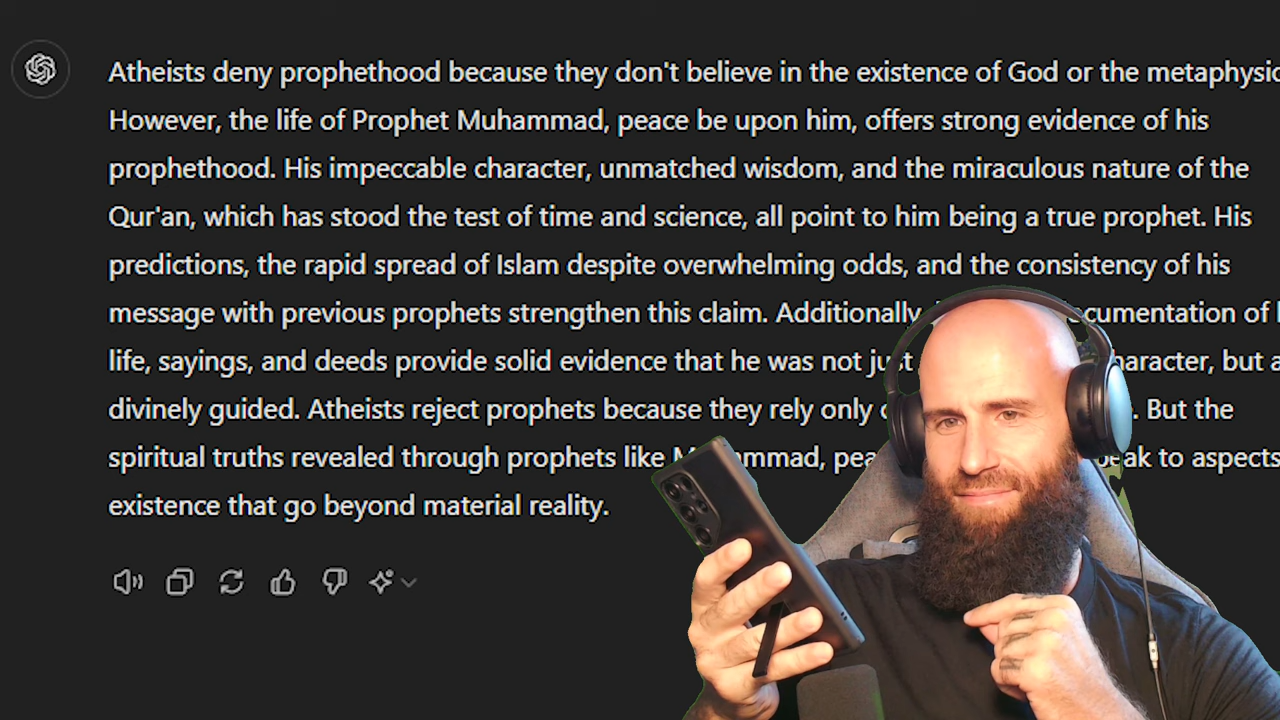 Atheists deny prophethood because they don't believe in the existence of God or the
However, the life of Prophet Muhammad, peace be upon him, offers strong evidence of his
prophethood. His impeccable character, unmatched wisdom, and the miraculous nature of the
Qur'an, which has stood the test of time and science, all point to him being a true prophet. His
predictions, the rapid spread of Islam despite overwhelming odds, and the consistency of his
message with previous prophets strengthen this claim. Additionally of
life, sayings, and deeds provide solid evidence that he was not just but
divinely guided. Atheists reject prophets because they rely only . But the
spiritual truths revealed through prophets like to aspects
existence that go beyond material reality.